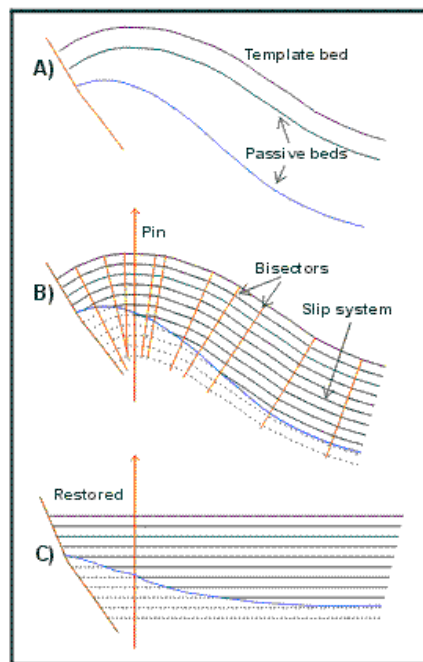 A)
Template bed
Passive beds
Pin
B)
Bisectors
Slip system
Restored
C)